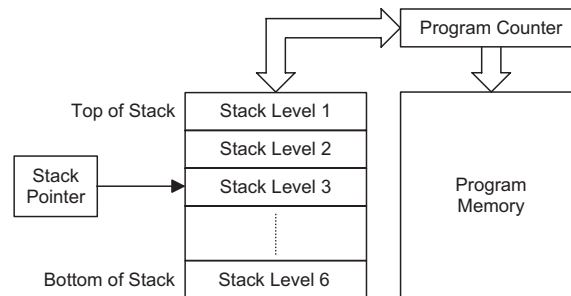 Program Counter
Top of Stack
Stack Level 1
Stack Level 2
Stack
Pointer
Stack Level 3
Program
Memory
Bottom of Stack
Stack Level 6